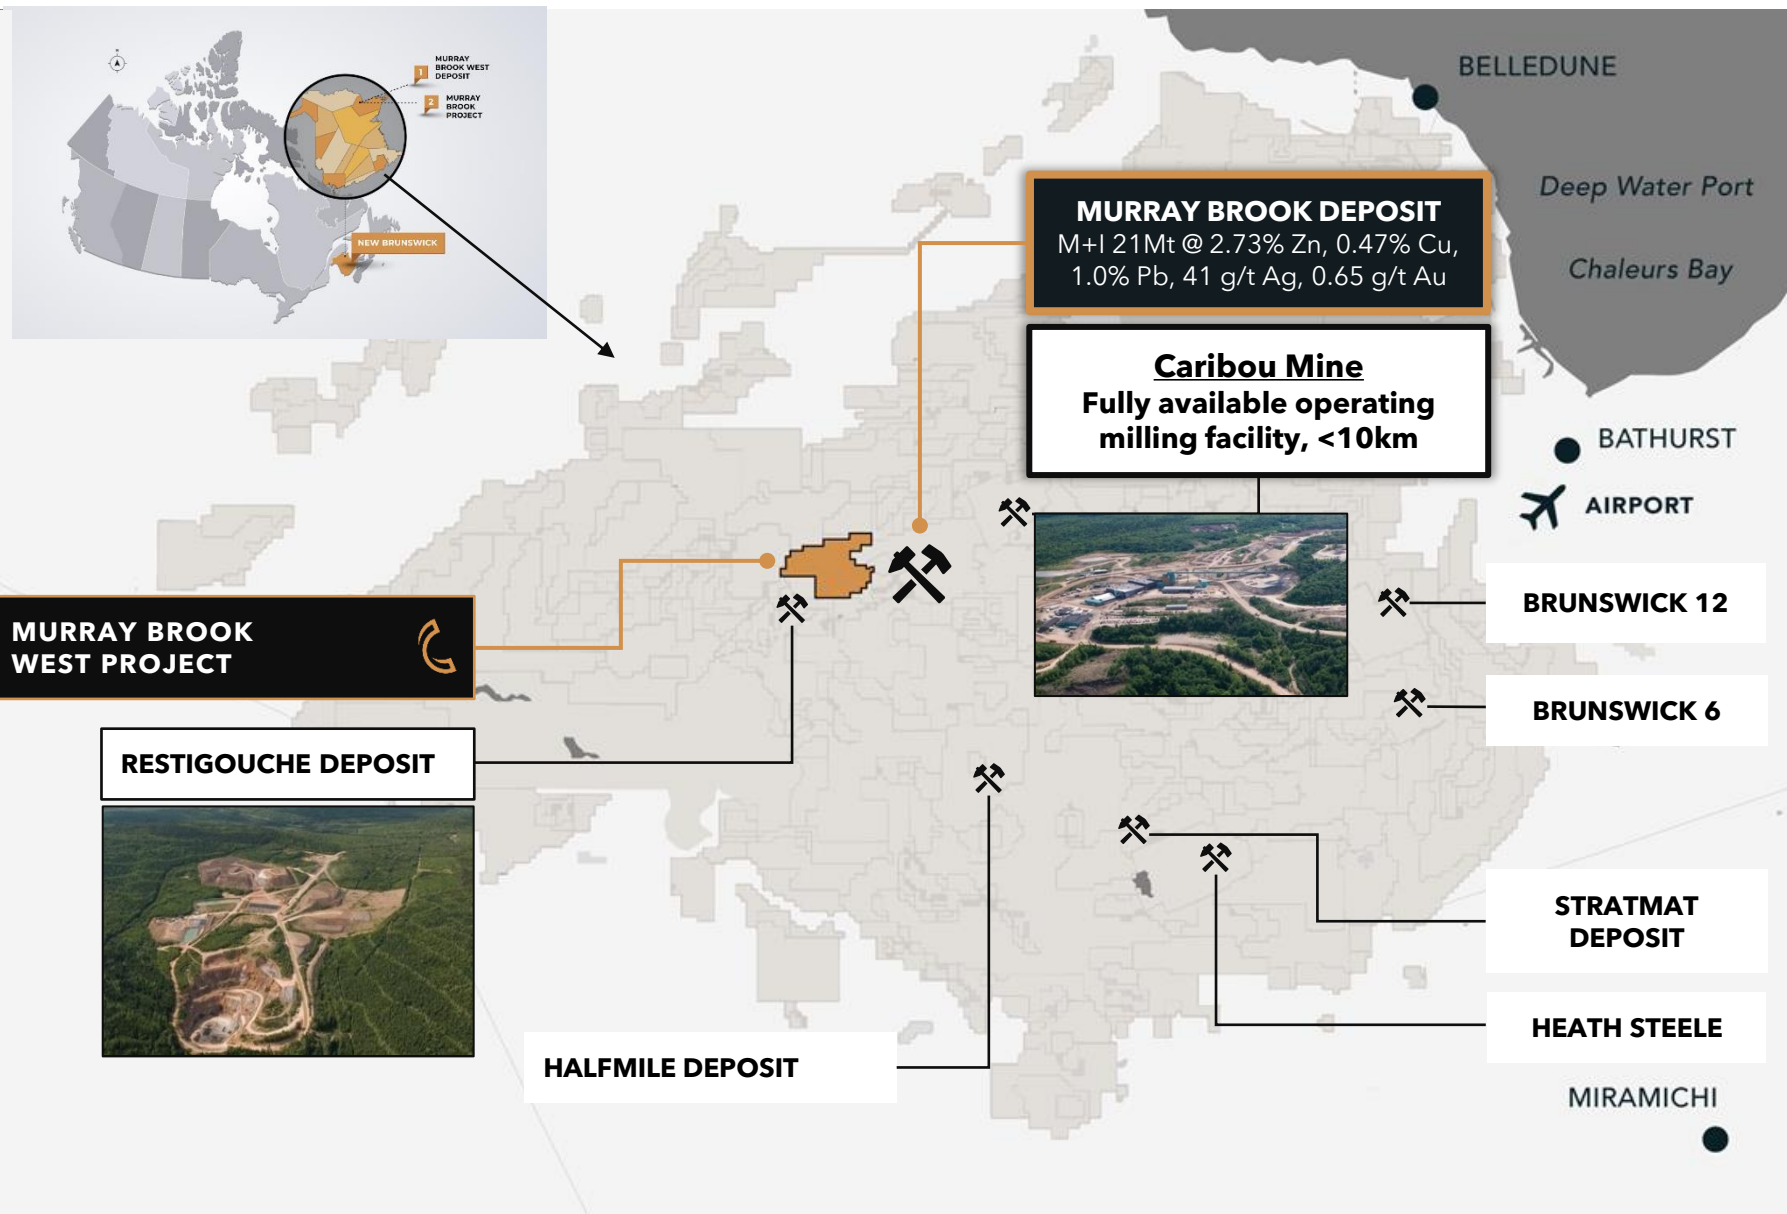 1
MURRAY
BROOK WEST
DEPOSIT
2
MURRAY
BROOK
PROJECT
NEW BRUNSWICK
BELLEDUNE
Deep Water Port
Chaleurs Bay
MURRAY BROOK DEPOSIT
M+I 21Mt @ 2.73% Zn, 0.47% Cu,
1.0% Pb, 41 g/t Ag, 0.65 g/t Au
Caribou Mine
Fully available operating
milling facility, <10km
BATHURST
AIRPORT
BRUNSWICK 12
MURRAY BROOK
WEST PROJECT
BRUNSWICK 6
RESTIGOUCHE DEPOSIT
STRATMAT
DEPOSIT
HEATH STEELE
HALFMILE DEPOSIT
MIRAMICHI